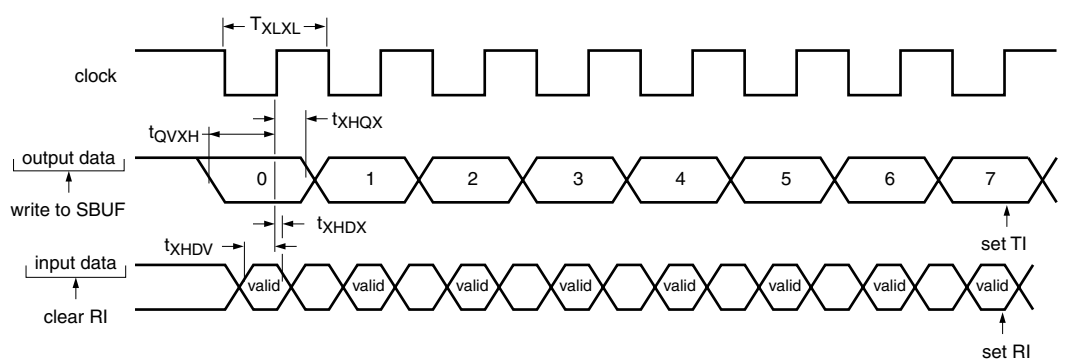 TXLXL
clock
tXHQX
tQVXH
output data
0 1 2 3 4 5 6 7
write to SBUF
tXHDX
set TI
tXHDV
input data
valid valid valid valid valid valid valid valid
clear RI
set RI